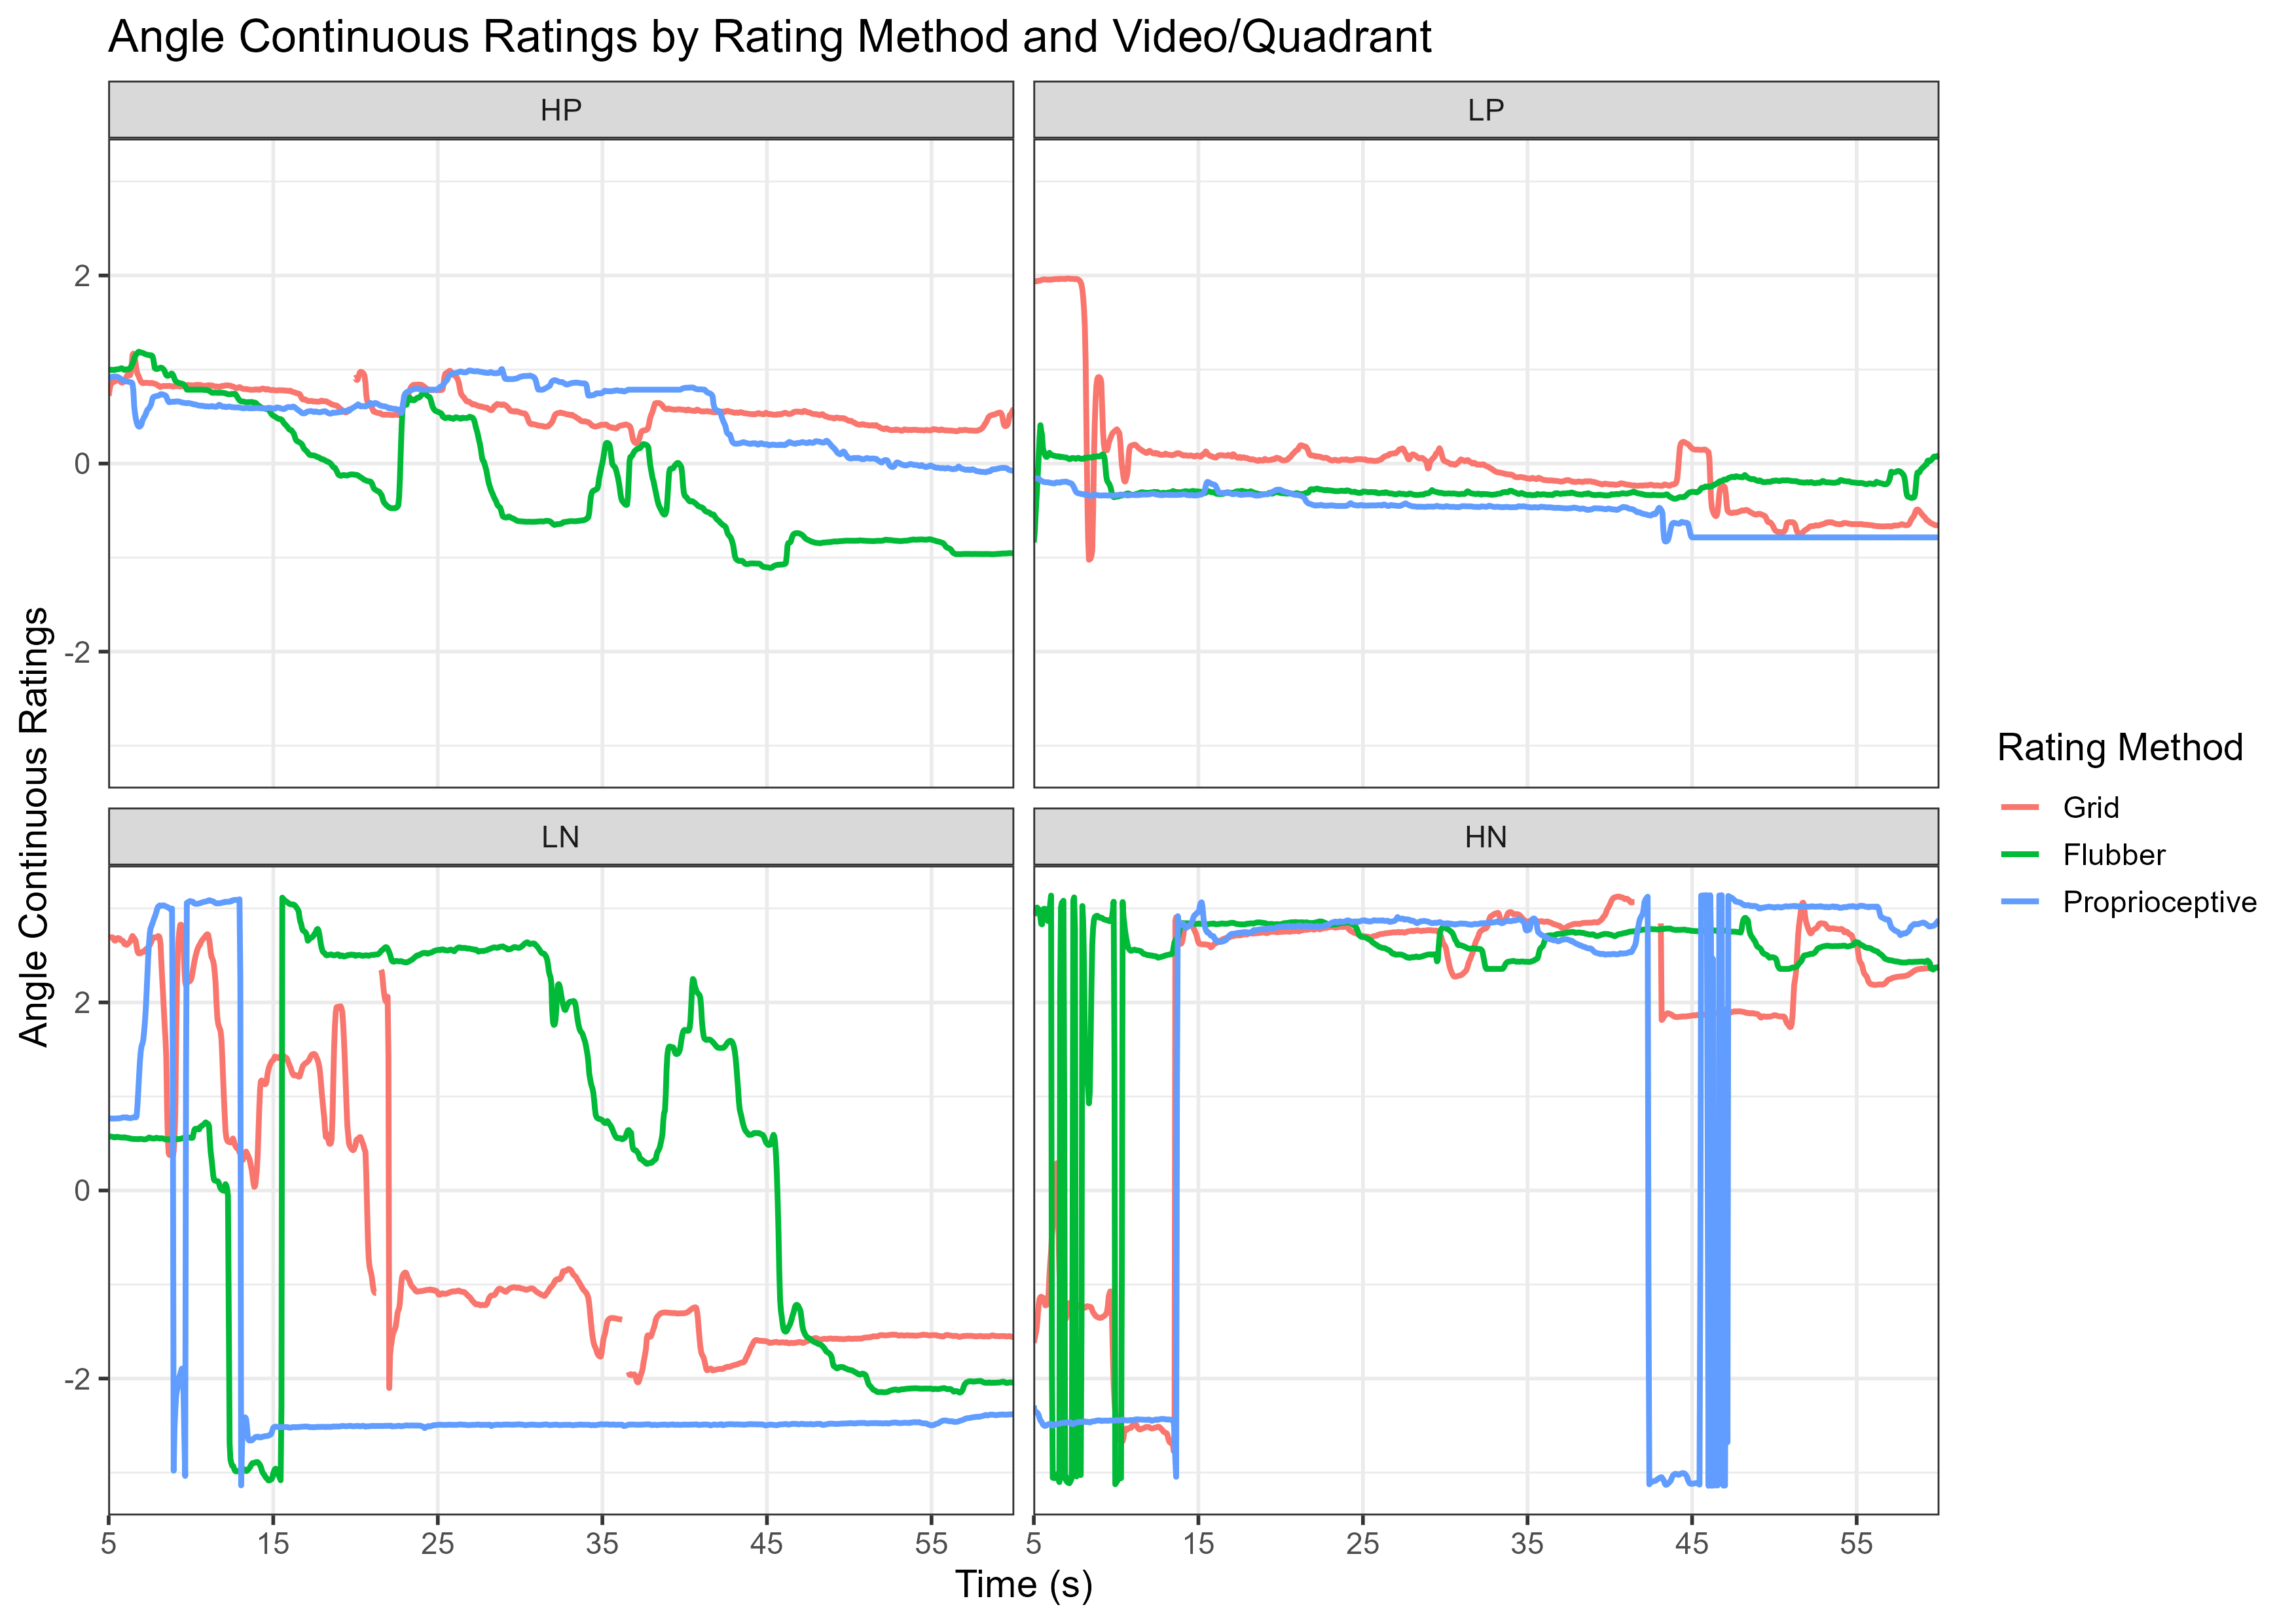 Angle Continuous Ratings by Rating Method and Video/Quadrant
HP
LP
2
0
-2
LN
HN
2
0
-2
5 15 25 35 45 55 5 15 25 35 45 55
Time (s)
Angle Continuous Ratings
Rating Method
Grid
Flubber
Proprioceptive